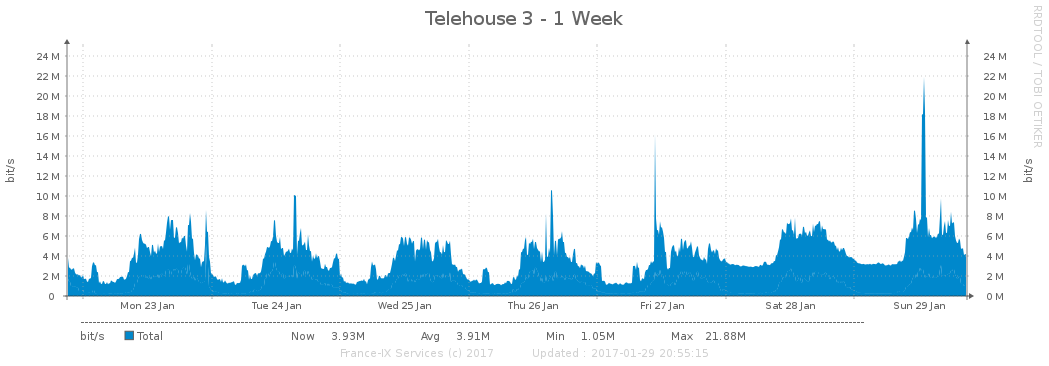 Telehouse 3 - 1 Week
RRDTOOL / TOBI OETIKER
bit/s
24 M 24 M
22 M 22 M
20 M 20 M
18 M 18 M
16 M 16 M
14 M 14 M
12 M 12 M
10 M 10 M
8 M 8 M
6 M 6 M
4 M 4 M
2 M 2 M
0 0 M
bit/s
Mon 23 Jan Tue 24 Jan Wed 25 Jan Thu 26 Jan Fri 27 Jan Sat 28 Jan Sun 29 Jan
bit/s Total Now 3.93M Avg 3.91M Min 1.05M Max 21.88M
France-IX Services (c) 2017 Updated : 2017-01-29 20:55:15